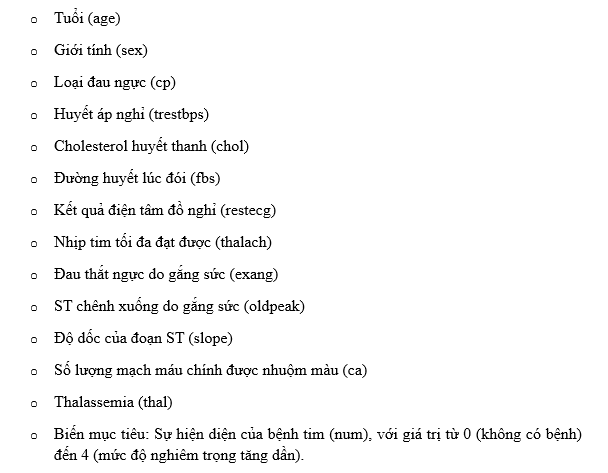 o Tuổi (age)
o Giới tính (sex)
o Loại đau ngực (cp)
o Huyết áp nghỉ (trestbps)
o Cholesterol huyết thanh (chol)
o Đường huyết lúc đói (fbs)
o Kết quả điện tâm đồ nghỉ (restecg)
o Nhịp tim tối đa đạt được (thalach)
o Đau thắt ngực do gắng sức (exang)
o ST chênh xuống do gắng sức (oldpeak)
o Độ dốc của đoạn ST (slope)
o Số lượng mạch máu chính được nhuộm màu (ca)
o Thalassemia (thal)
o Biến mục tiêu: Sự hiện diện của bệnh tim (num), với giá trị từ 0 (không có bệnh)
đến 4 (mức độ nghiêm trọng tăng dần).